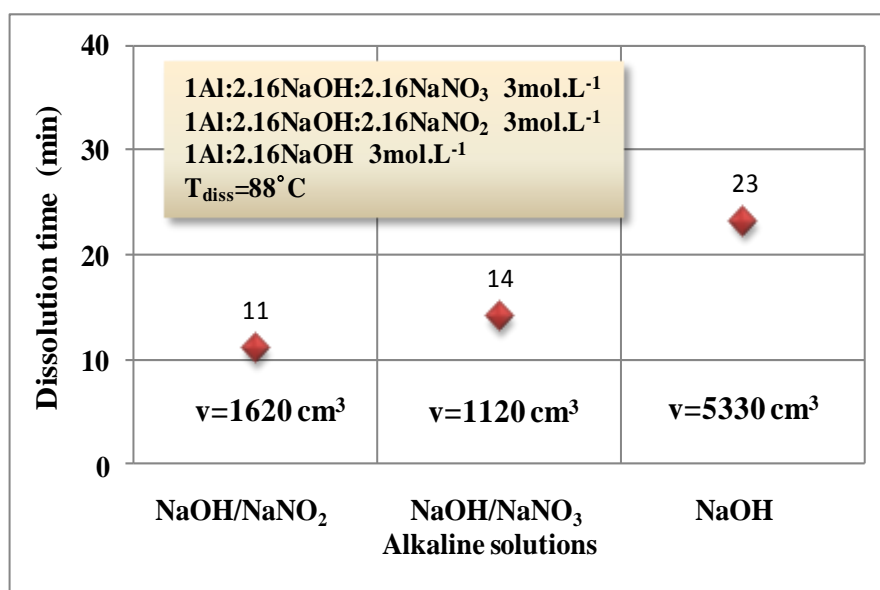 40
30
20
10
0
Dissolution time (min)
1Al:2.16NaOH:2.16NaNO₃ 3mol.L⁻¹
1Al:2.16NaOH:2.16NaNO₂ 3mol.L⁻¹
1Al:2.16NaOH 3mol.L⁻¹
T_diss=88°C
11
14
23
v=1620 cm³
v=1120 cm³
v=5330 cm³
NaOH/NaNO₂
NaOH/NaNO₃
NaOH
Alkaline solutions